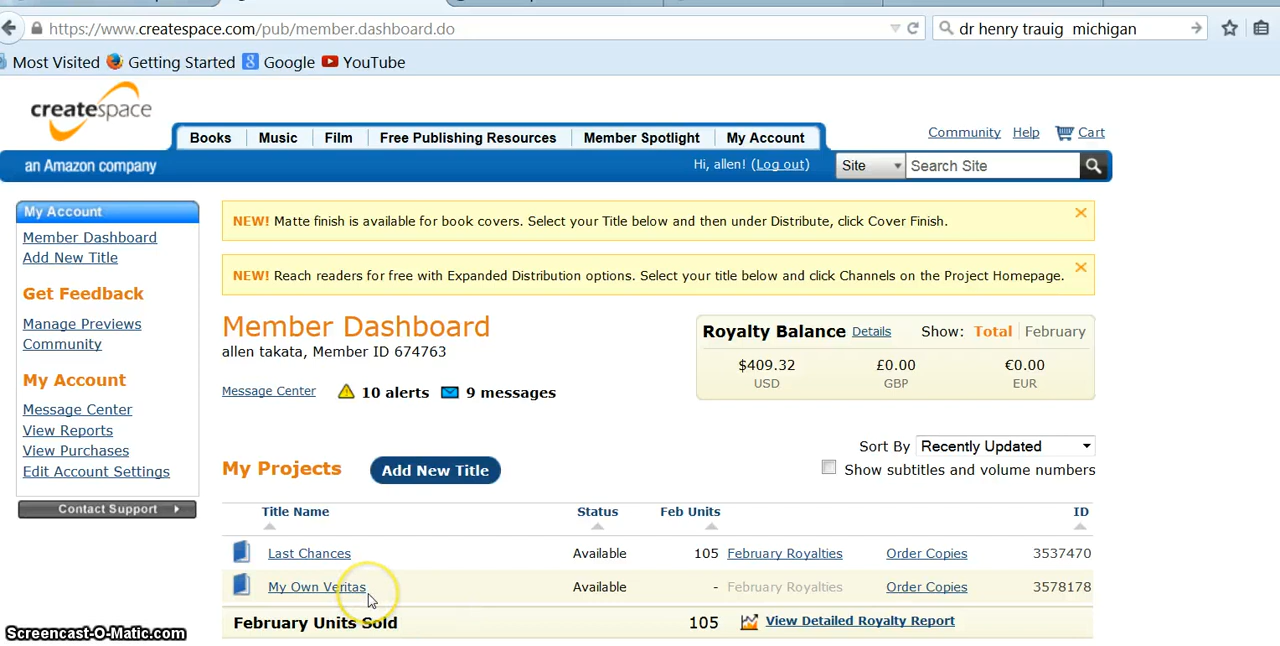 https://www.createspace.com/pub/member.dashboard.do
dr henry trauig michigan
Most Visited Getting Started Google YouTube
createspace
an Amazon company
Books Music Film Free Publishing Resources Member Spotlight My Account
Community Help Cart
Hi, allen! (Log out) Site Search Site
My Account
Member Dashboard
Add New Title
Get Feedback
Manage Previews
Community
My Account
Message Center
View Reports
View Purchases
Edit Account Settings
Contact Support
NEW! Matte finish is available for book covers. Select your Title below and then under Distribute, click Cover Finish.
NEW! Reach readers for free with Expanded Distribution options. Select your title below and click Channels on the Project Homepage.
Member Dashboard
allen takata, Member ID 674763
Message Center 10 alerts 9 messages
Royalty Balance Details Show: Total February
$409.32 £0.00 €0.00
USD GBP EUR
Sort By Recently Updated
Show subtitles and volume numbers
My Projects Add New Title
Title Name Status Feb Units ID
Last Chances Available 105 February Royalties Order Copies 3537470
My Own Veritas Available - February Royalties Order Copies 3578178
February Units Sold 105 View Detailed Royalty Report
Screencast-O-Matic.com